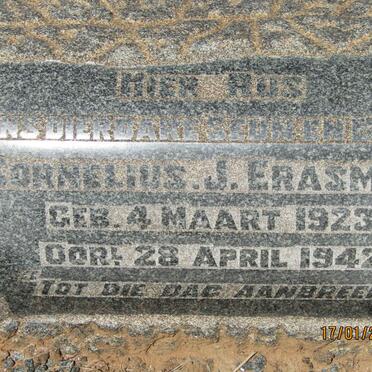 HIER RUS
ONS DIERBARE SEUN EN
CORNELIUS. J. ERASM
GEB. 4 MAART 1923
OORL. 28 APRIL 1942
TOT DIE DAG AANBREE
17/01/2